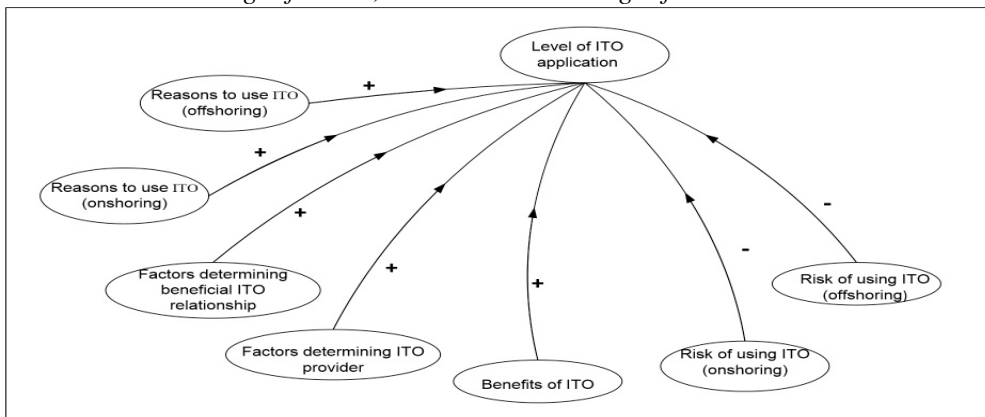 Level of ITO
application
+
Reasons to use ITO
(offshoring)
+
Reasons to use ITO
(onshoring)
+
Factors determining
beneficial ITO
relationship
+
Factors determining ITO
provider
+
Benefits of ITO
-
Risk of using ITO
(onshoring)
-
Risk of using ITO
(offshoring)